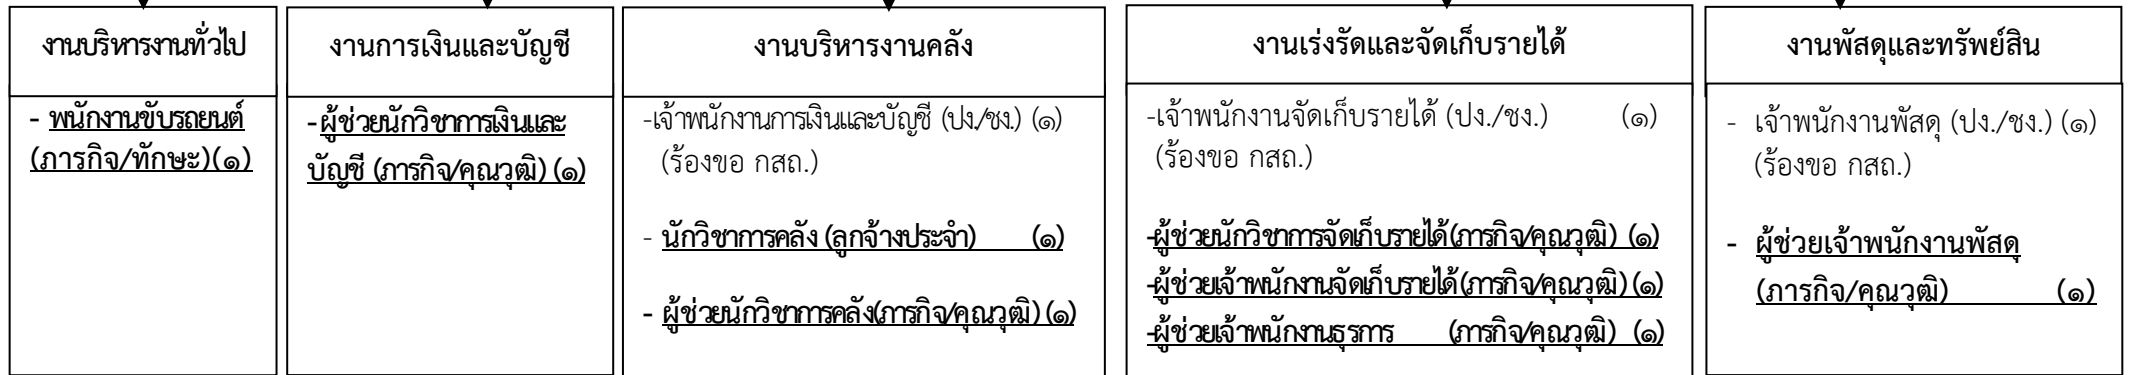 งานบริหารงานทั่วไป
- พนักงานขับรถยนต์
(ภารกิจ/ทักษะ)(๑)
งานการเงินและบัญชี
-ผู้ช่วยนักวิชาการเงินและ
บัญชี (ภารกิจ/คุณวุฒิ) (๑)
งานบริหารงานคลัง
-เจ้าพนักงานการเงินและบัญชี (ปง./ชง.) (๑)
(ร้องขอ กสถ.)
- นักวิชาการคลัง (ลูกจ้างประจำ) (๑)
- ผู้ช่วยนักวิชาการคลัง(ภารกิจ/คุณวุฒิ) (๑)
งานเร่งรัดและจัดเก็บรายได้
-เจ้าพนักงานจัดเก็บรายได้ (ปง./ชง.) (๑)
(ร้องขอ กสถ.)
-ผู้ช่วยนักวิชาการจัดเก็บรายได้(ภารกิจ/คุณวุฒิ) (๑)
-ผู้ช่วยเจ้าพนักงานจัดเก็บรายได้(ภารกิจ/คุณวุฒิ) (๑)
-ผู้ช่วยเจ้าพนักงานธุรการ (ภารกิจ/คุณวุฒิ) (๑)
งานพัสดุและทรัพย์สิน
- เจ้าพนักงานพัสดุ (ปง./ชง.) (๑)
(ร้องขอ กสถ.)
- ผู้ช่วยเจ้าพนักงานพัสดุ
(ภารกิจ/คุณวุฒิ) (๑)